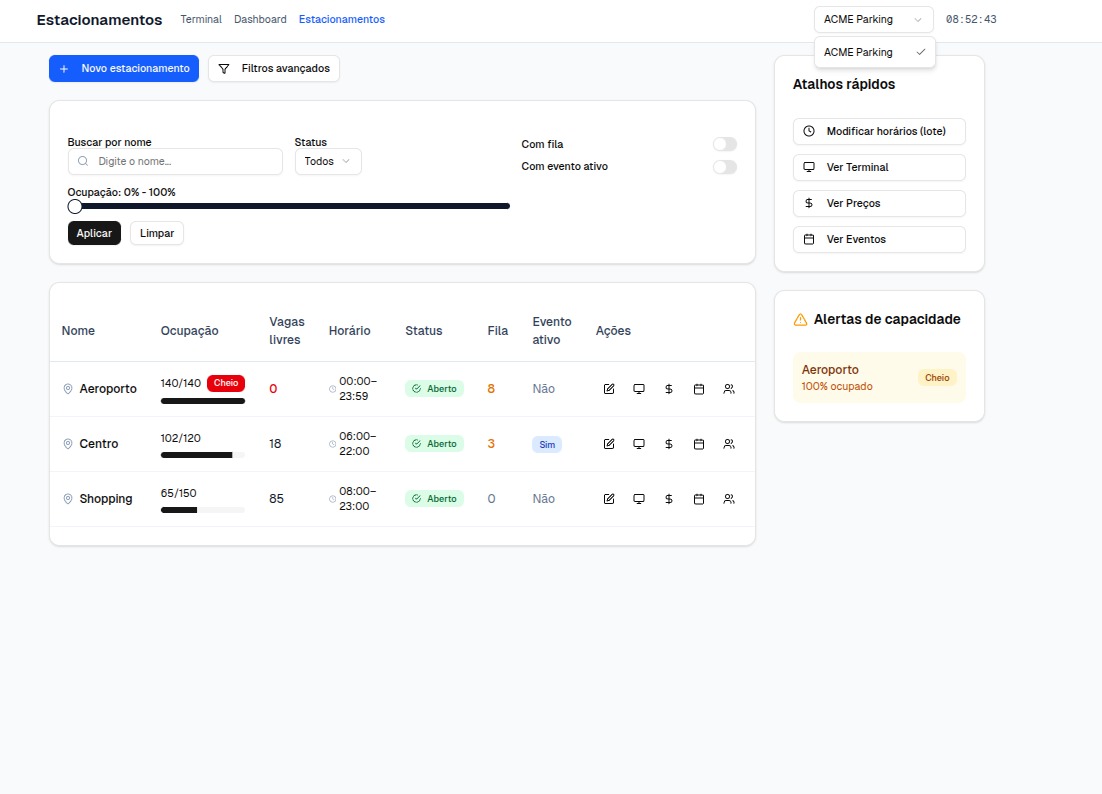 Estacionamentos
Terminal
Dashboard
Estacionamentos
ACME Parking
08:52:43
ACME Parking
Novo estacionamento
Filtros avançados
Buscar por nome
Digite o nome...
Status
Todos
Com fila
Com evento ativo
Ocupação: 0% - 100%
Aplicar
Limpar
Nome
Ocupação
Vagas
livres
Horário
Status
Fila
Evento
ativo
Ações
Aeroporto
140/140
Cheio
0
00:00–
23:59
Aberto
8
Não
Centro
102/120
18
06:00–
22:00
Aberto
3
Sim
Shopping
65/150
85
08:00–
23:00
Aberto
0
Não
Atalhos rápidos
Modificar horários (lote)
Ver Terminal
Ver Preços
Ver Eventos
Alertas de capacidade
Aeroporto
100% ocupado
Cheio